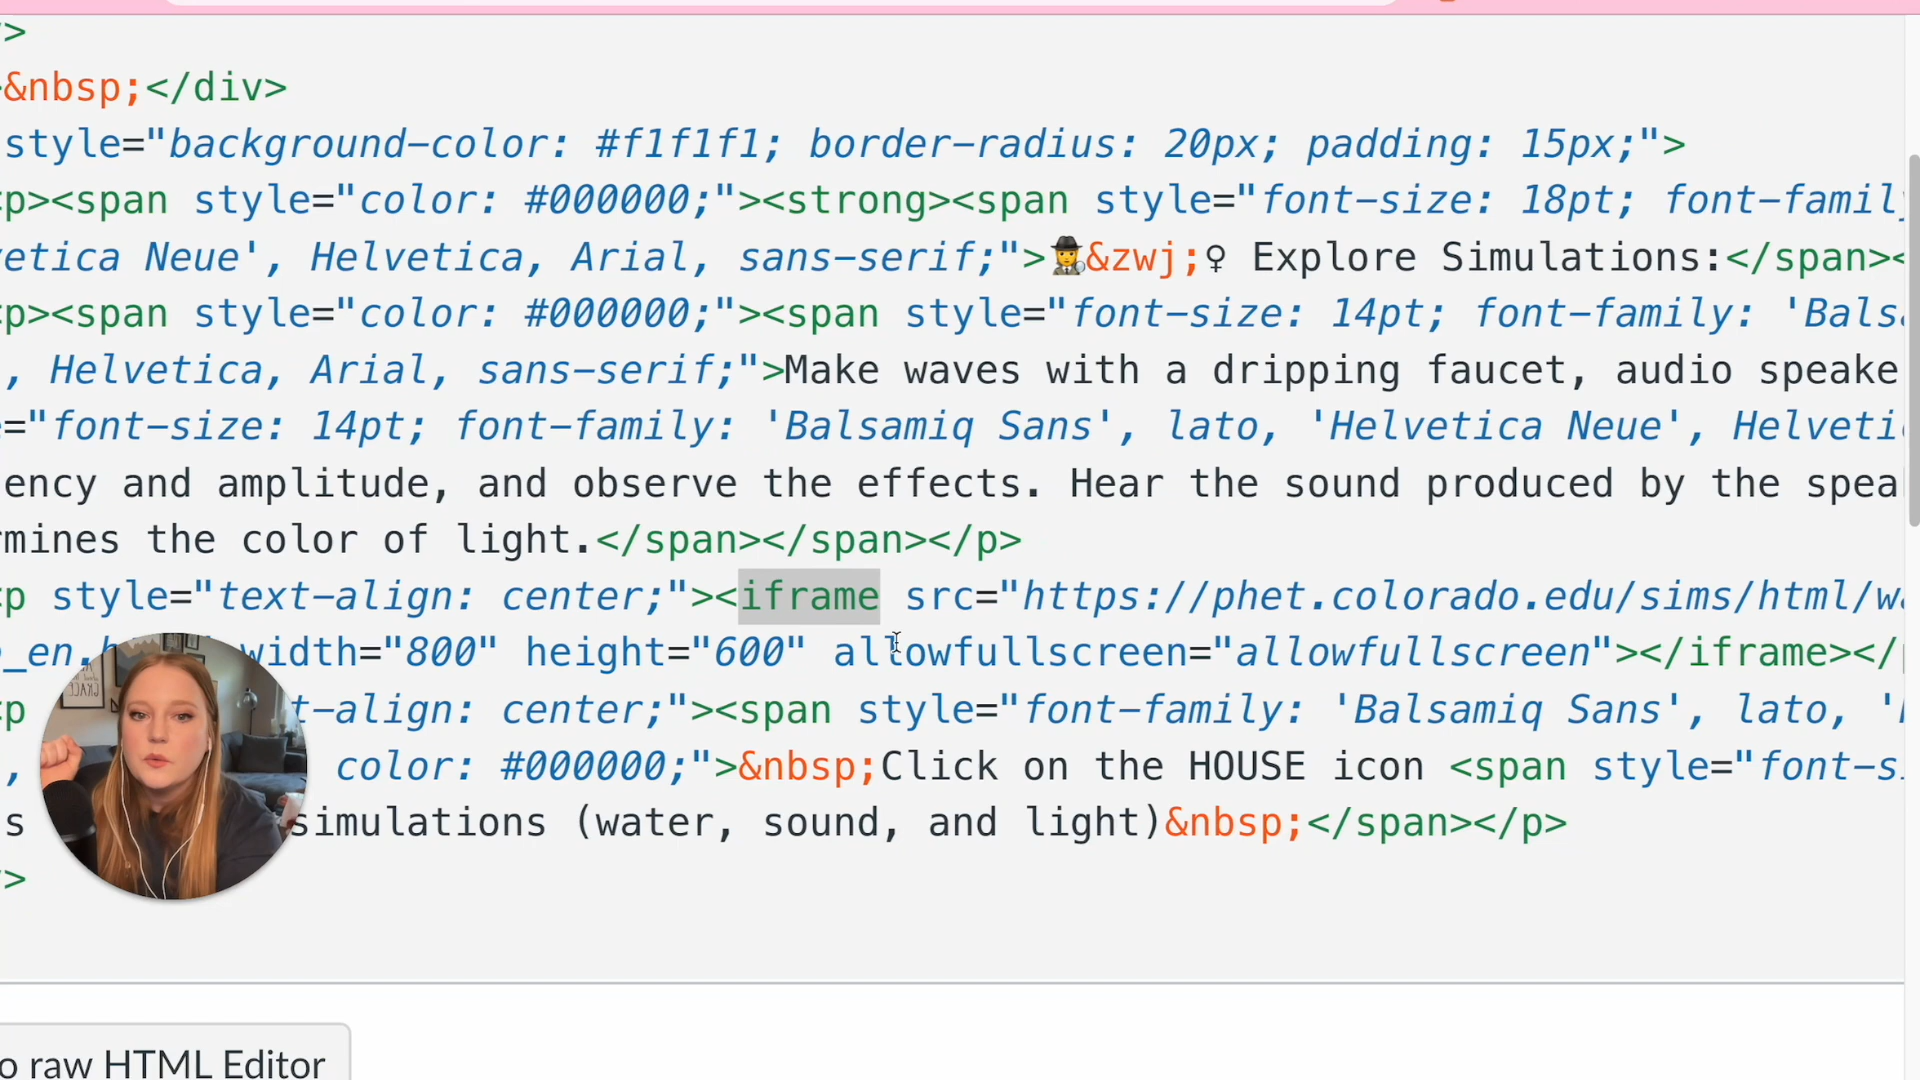 >
&nbsp;</div>
style="background-color: #f1f1f1; border-radius: 20px; padding: 15px;">
p><span style="color: #000000;"><strong><span style="font-size: 18pt; font-family
etica Neue', Helvetica, Arial, sans-serif;">🕵️&zwj;♀ Explore Simulations:</span><
p><span style="color: #000000;"><span style="font-size: 14pt; font-family: 'Balsa
, Helvetica, Arial, sans-serif;">Make waves with a dripping faucet, audio speake
="font-size: 14pt; font-family: 'Balsamiq Sans', lato, 'Helvetica Neue', Helveti
ency and amplitude, and observe the effects. Hear the sound produced by the spea
rmines the color of light.</span></span></p>
p style="text-align: center;"><iframe src="https://phet.colorado.edu/sims/html/wa
_en. width="800" height="600" allowfullscreen="allowfullscreen"></iframe></p
p t-align: center;"><span style="font-family: 'Balsamiq Sans', lato, '
, color: #000000;">&nbsp;Click on the HOUSE icon <span style="font-s
s simulations (water, sound, and light)&nbsp;</span></p>
>
o raw HTML Editor